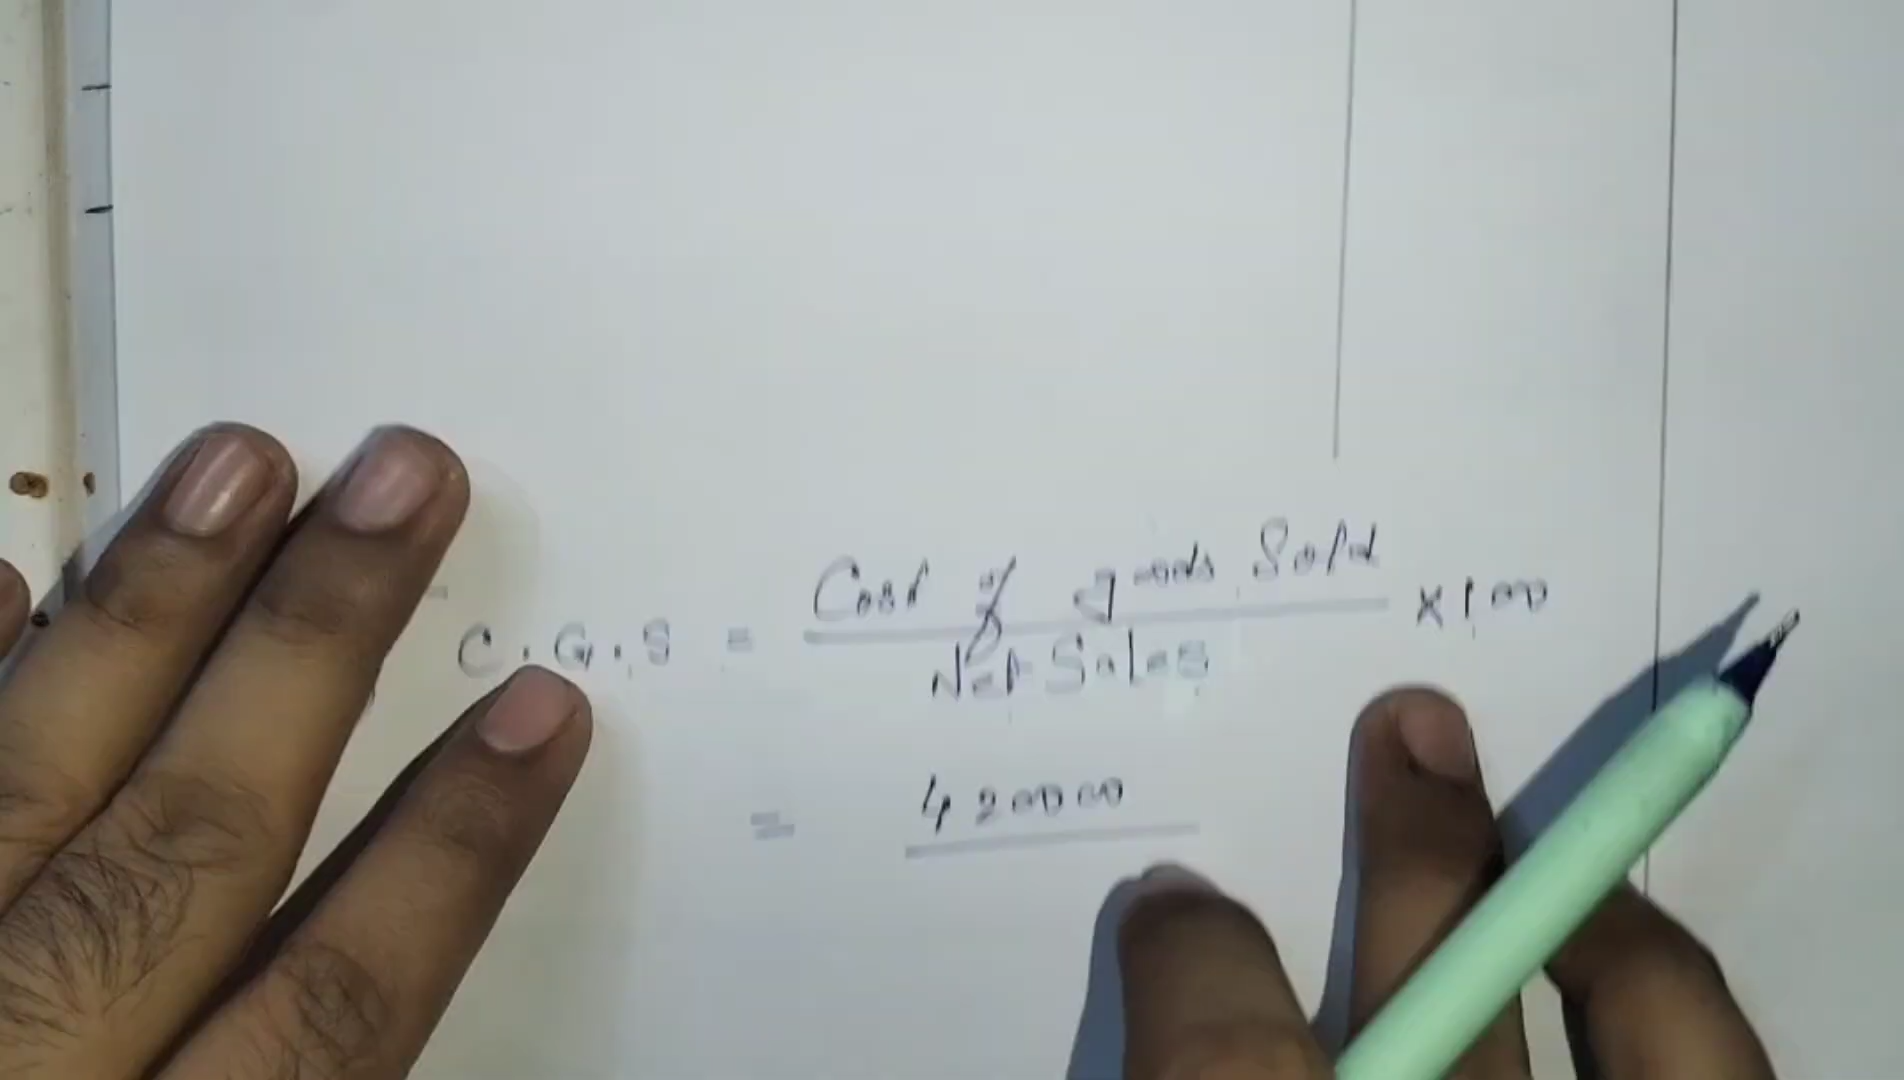 C.G.S = Cost of goods Sold / Net Sales ×100
= 420000